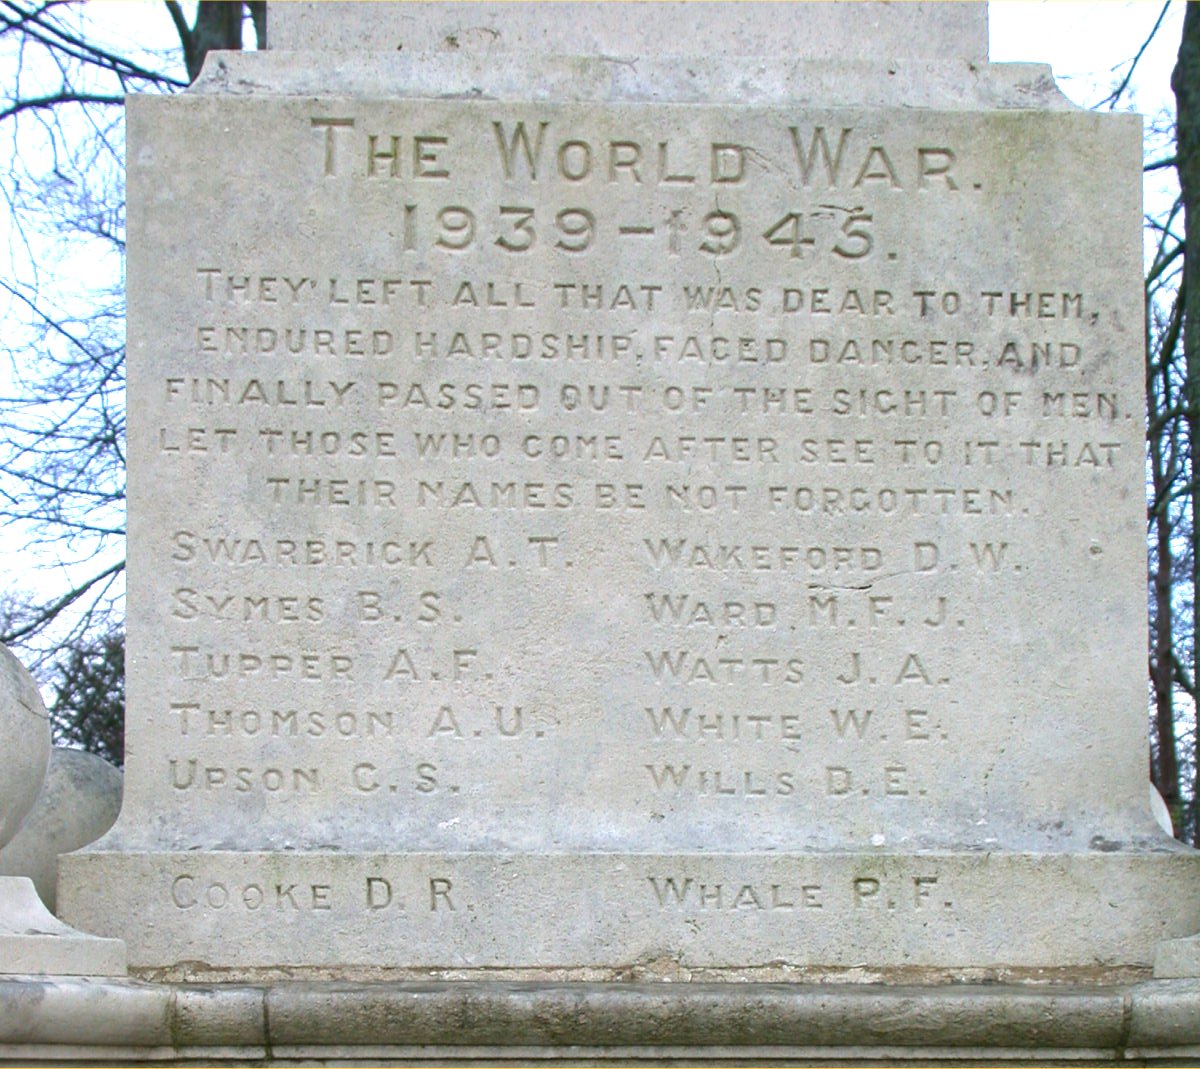 THE WORLD WAR.
1939-1945.
THEY LEFT ALL THAT WAS DEAR TO THEM,
ENDURED HARDSHIP, FACED DANGER, AND
FINALLY PASSED OUT OF THE SIGHT OF MEN.
LET THOSE WHO COME AFTER SEE TO IT THAT
THEIR NAMES BE NOT FORGOTTEN.
SWARBRICK A.T. WAKEFORD D.W.
SYMES B.S. WARD M.F.J.
TUPPER A.F. WATTS J.A.
THOMSON A.U. WHITE W.E.
UPSON C.S. WILLS D.E.
COOKE D.R. WHALE P.F.